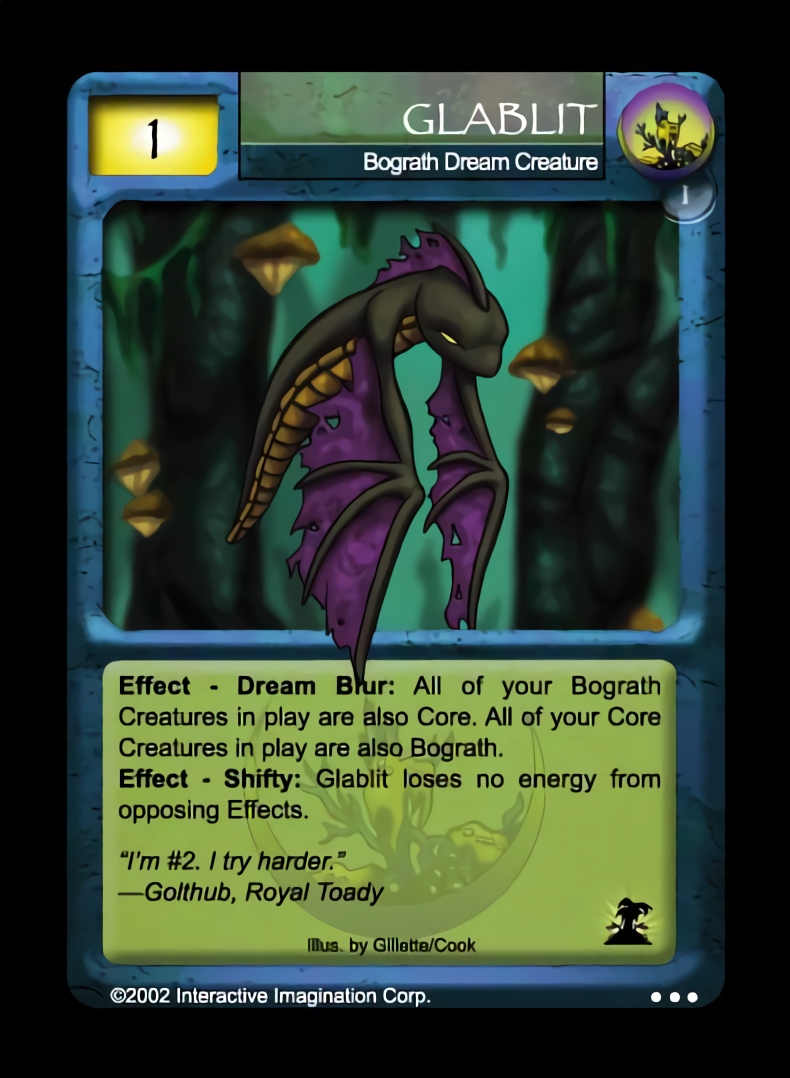 1
GLABLIT
Bograth Dream Creature
1
Effect - Dream Blur: All of your Bograth
Creatures in play are also Core. All of your Core
Creatures in play are also Bograth.
Effect - Shifty: Glablit loses no energy from
opposing Effects.
“I’m #2. I try harder.”
—Golthub, Royal Toady
Illus. by Gillette/Cook
©2002 Interactive Imagination Corp.